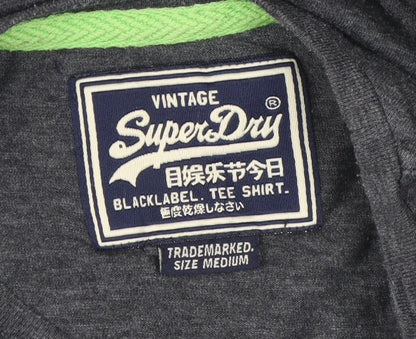 VINTAGE
SuperDry®
目娱乐节今日
BLACKLABEL. TEE SHIRT.
極度乾燥しなさい
TRADEMARKED.
SIZE MEDIUM